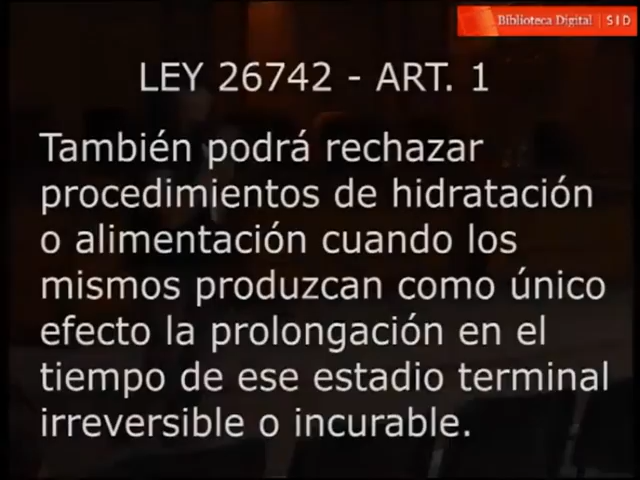 Biblioteca Digital | SID
LEY 26742 - ART. 1
También podrá rechazar
procedimientos de hidratación
o alimentación cuando los
mismos produzcan como único
efecto la prolongación en el
tiempo de ese estadio terminal
irreversible o incurable.